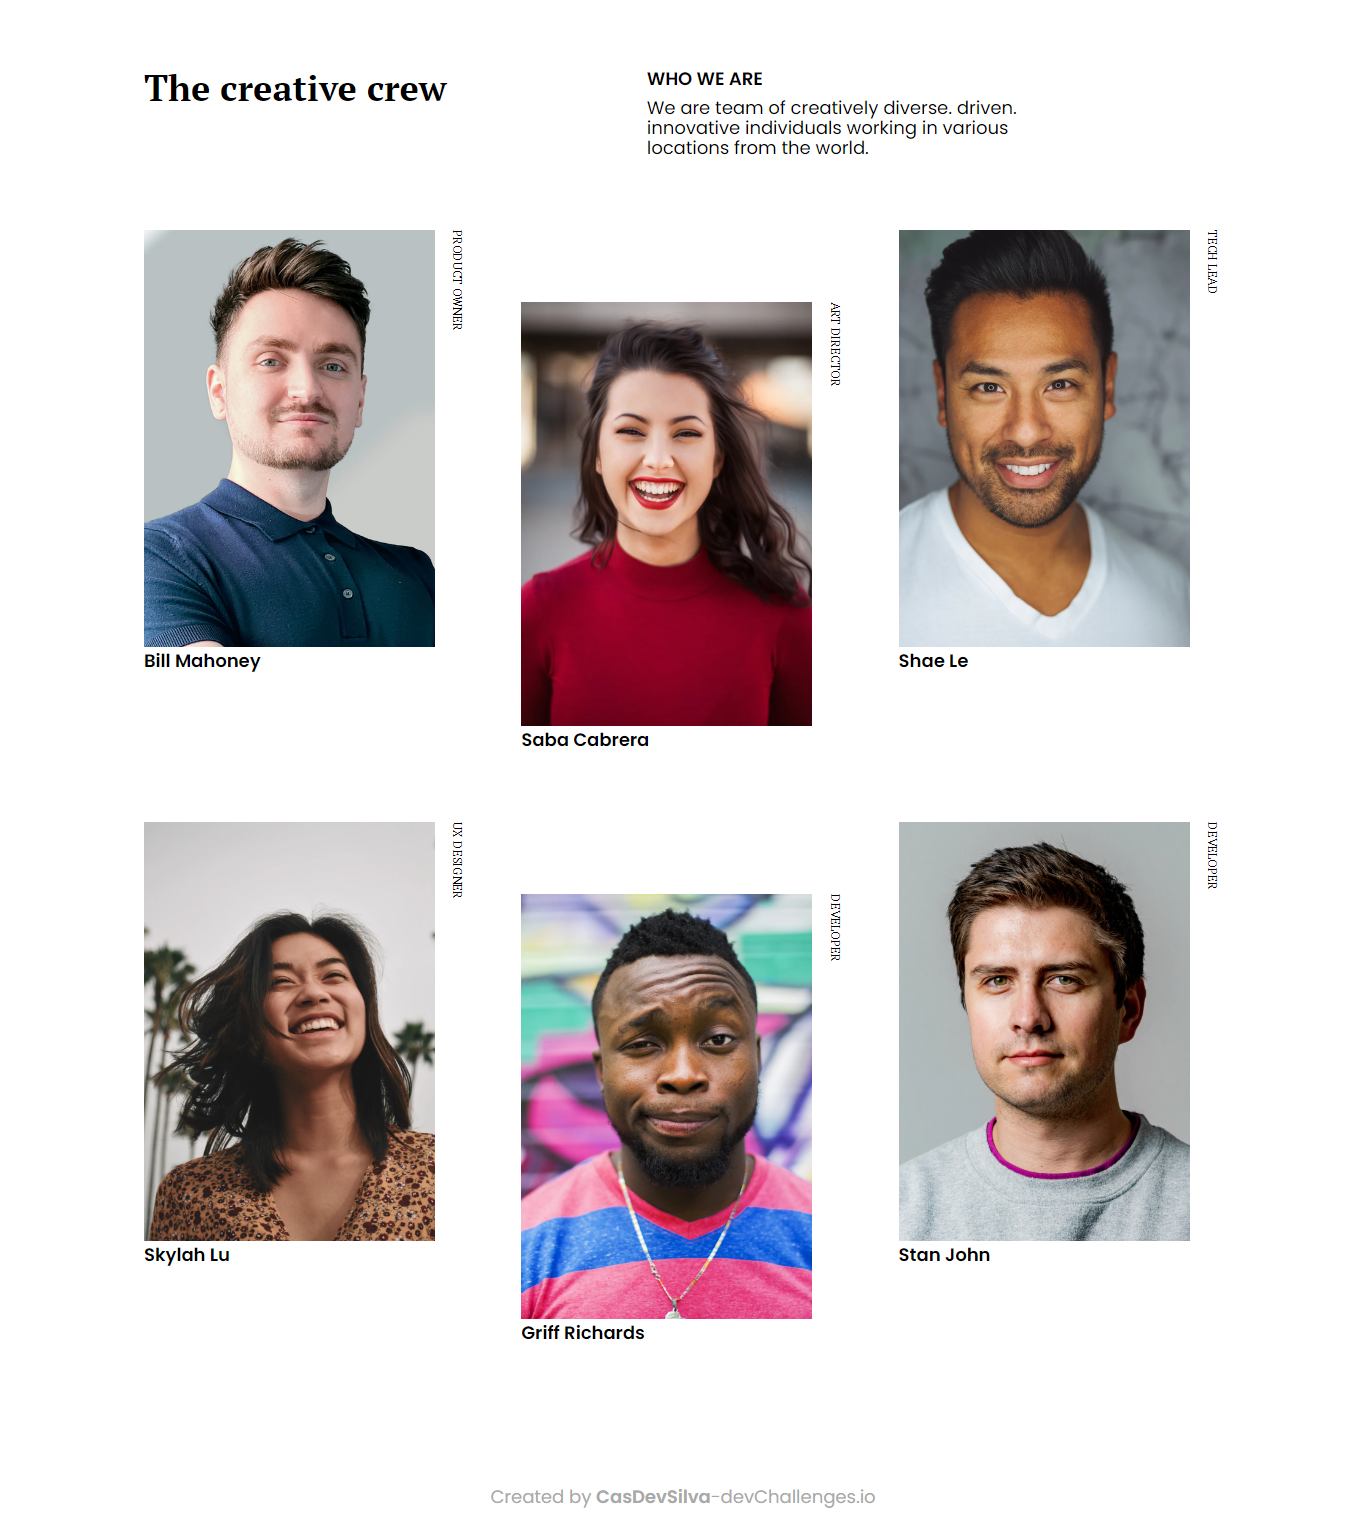 The creative crew
WHO WE ARE
We are team of creatively diverse. driven.
innovative individuals working in various
locations from the world.
PRODUCT OWNER
Bill Mahoney
ART DIRECTOR
Saba Cabrera
TECH LEAD
Shae Le
UX DESIGNER
Skylah Lu
DEVELOPER
Griff Richards
DEVELOPER
Stan John
Created by CasDevSilva-devChallenges.io